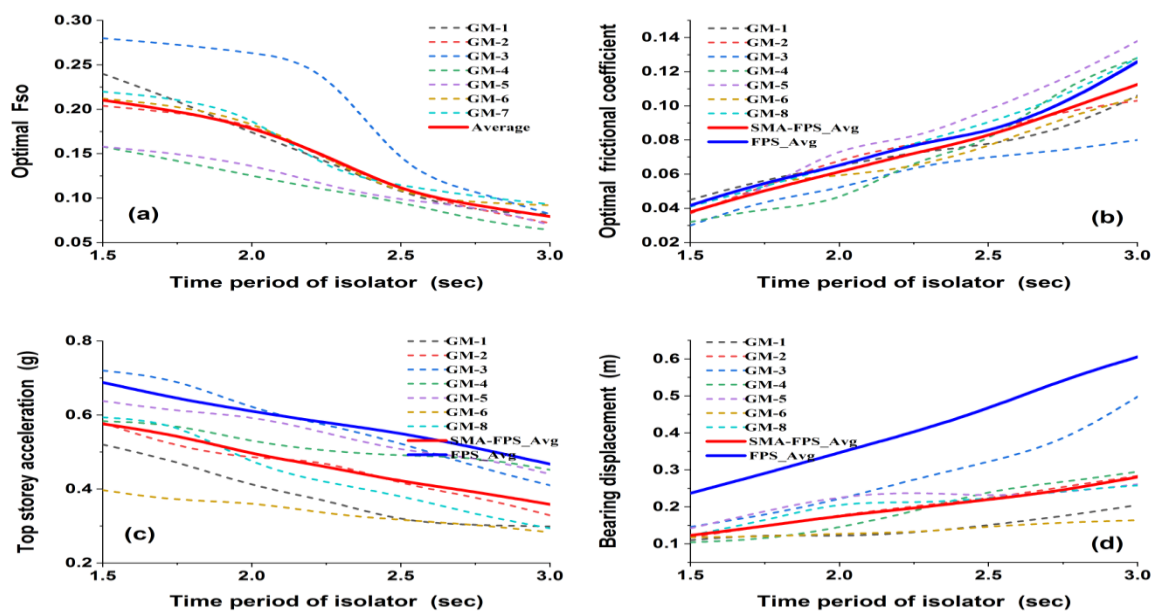 0.30
0.25
0.20
0.15
0.10
0.05
Optimal Fso
GM-1
GM-2
GM-3
GM-4
GM-5
GM-6
GM-7
Average
(a)
1.5 2.0 2.5 3.0
Time period of isolator (sec)
0.14
0.12
0.10
0.08
0.06
0.04
0.02
Optimal frictional coefficient
GM-1
GM-2
GM-3
GM-4
GM-5
GM-6
GM-8
SMA-FPS_Avg
FPS_Avg
(b)
1.5 2.0 2.5 3.0
Time period of isolator (sec)
0.8
0.6
0.4
0.2
Top storey acceleration (g)
GM-1
GM-2
GM-3
GM-4
GM-5
GM-6
GM-8
SMA-FPS_Avg
FPS_Avg
(c)
1.5 2.0 2.5 3.0
Time period of isolator (sec)
0.6
0.5
0.4
0.3
0.2
0.1
Bearing displacement (m)
GM-1
GM-2
GM-3
GM-4
GM-5
GM-6
GM-8
SMA-FPS_Avg
FPS_Avg
(d)
1.5 2.0 2.5 3.0
Time period of isolator (sec)